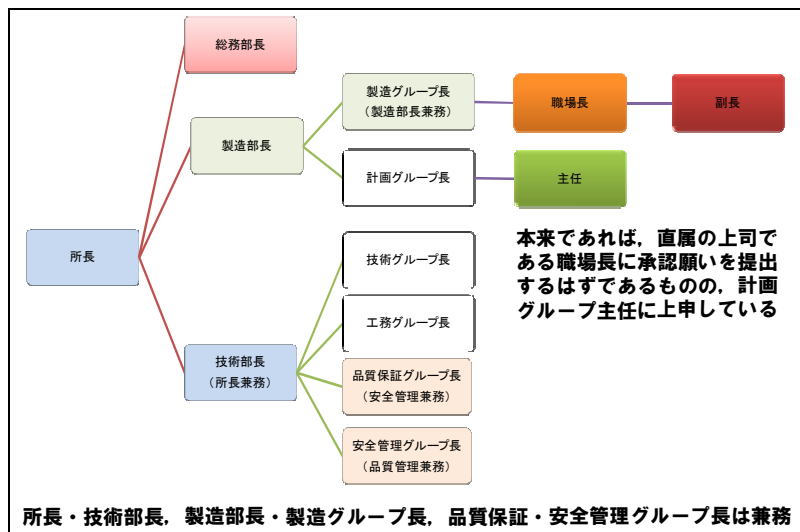 総務部長
製造グループ長
(製造部長兼務)
職場長
副長
製造部長
計画グループ長
主任
本来であれば，直属の上司で
ある職場長に承認願いを提出
するはずであるものの，計画
グループ主任に上申している
所長
技術グループ長
工務グループ長
技術部長
(所長兼務)
品質保証グループ長
(安全管理兼務)
安全管理グループ長
(品質管理兼務)
所長・技術部長，製造部長・製造グループ長，品質保証・安全管理グループ長は兼務